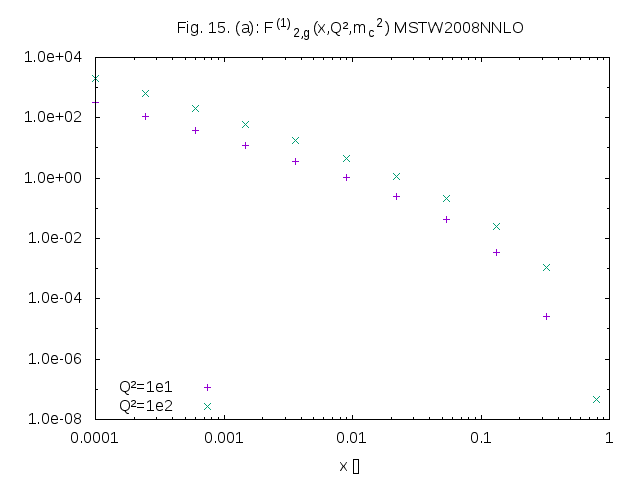 Fig. 15. (a): F⁽¹⁾₂,g(x,Q²,m_c²) MSTW2008NNLO
1.0e+04
1.0e+02
1.0e+00
1.0e-02
1.0e-04
1.0e-06
1.0e-08
Q²=1e1
Q²=1e2
0.0001 0.001 0.01 0.1 1
x []